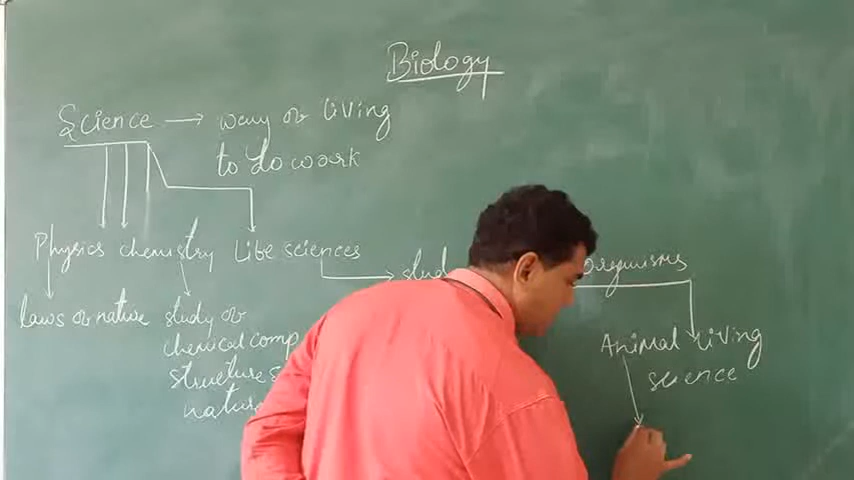 Biology
Science → way of living
to do work
Physics chemistry Life sciences
stud organisms
laws of native study of
chemical comp
structure &
nature
Animal living
science